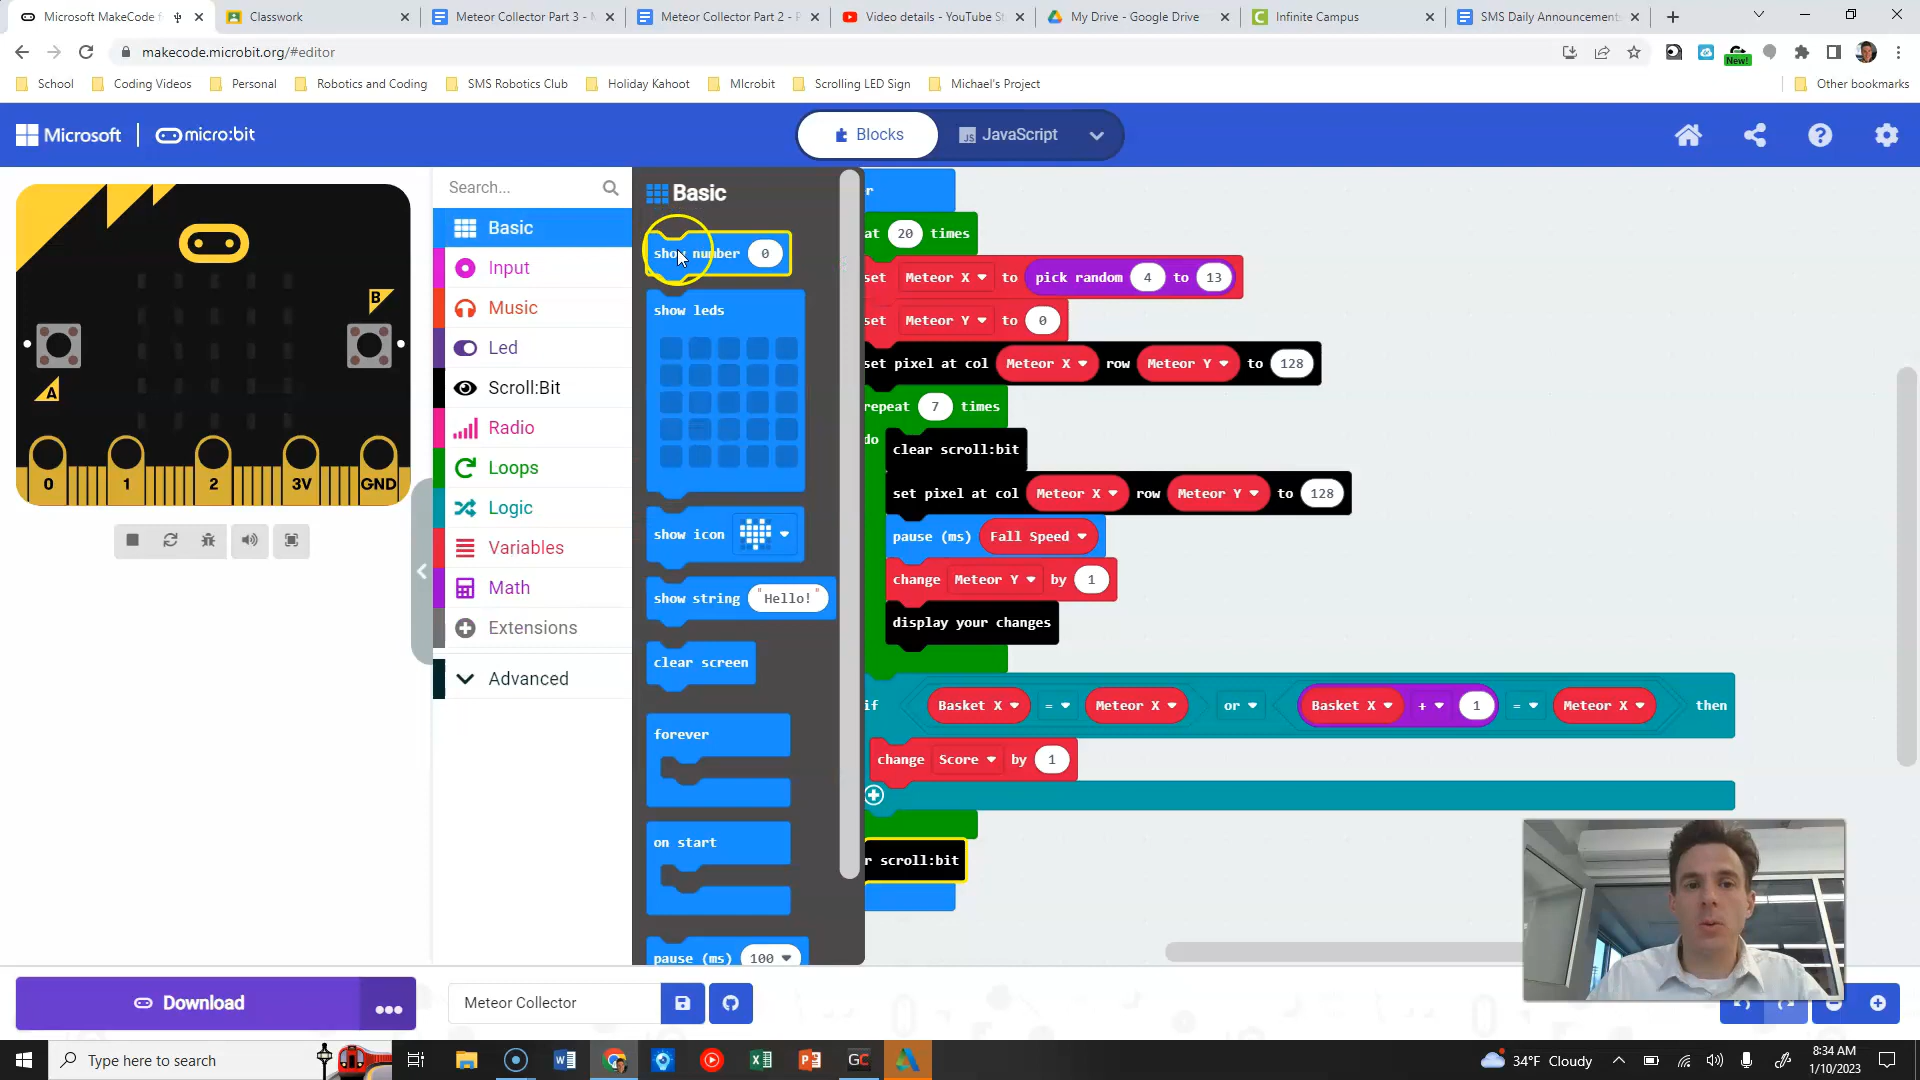 Microsoft MakeCode f
Classwork
Meteor Collector Part 3 -
Meteor Collector Part 2 -
Video details - YouTube
My Drive - Google Drive
Infinite Campus
SMS Daily Announcement
makecode.microbit.org/#editor
New!
School
Coding Videos
Personal
Robotics and Coding
SMS Robotics Club
Holiday Kahoot
MIcrobit
Scrolling LED Sign
Michael's Project
Other bookmarks
Microsoft
micro:bit
Blocks
JS JavaScript
Search...
Basic
Input
Music
Led
Scroll:Bit
Radio
Loops
Logic
Variables
Math
Extensions
Advanced
A
B
0 1 2 3V GND
Basic
show number 0
show leds
show icon
show string "Hello!"
clear screen
forever
on start
pause (ms) 100
r
at 20 times
set Meteor X to pick random 4 to 13
set Meteor Y to 0
set pixel at col Meteor X row Meteor Y to 128
repeat 7 times
do
clear scroll:bit
set pixel at col Meteor X row Meteor Y to 128
pause (ms) Fall Speed
change Meteor Y by 1
display your changes
if Basket X = Meteor X or Basket X + 1 = Meteor X then
change Score by 1
r scroll:bit
Download
Meteor Collector
Type here to search
GC
34°F Cloudy
8:34 AM
1/10/2023